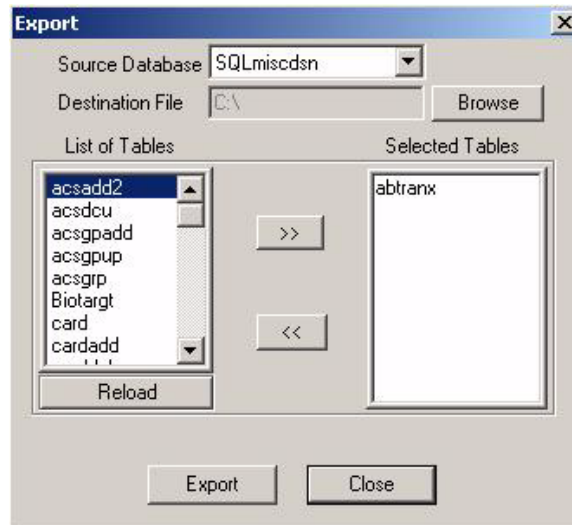 Export
Source Database SQLmiscdsn
Destination File C:\ Browse
List of Tables Selected Tables
acsadd2
acsdcu
acsgpadd
acsgpup
acsgrp
Biotargt
card
cardadd
abtranx
>>
<<
Reload
Export Close